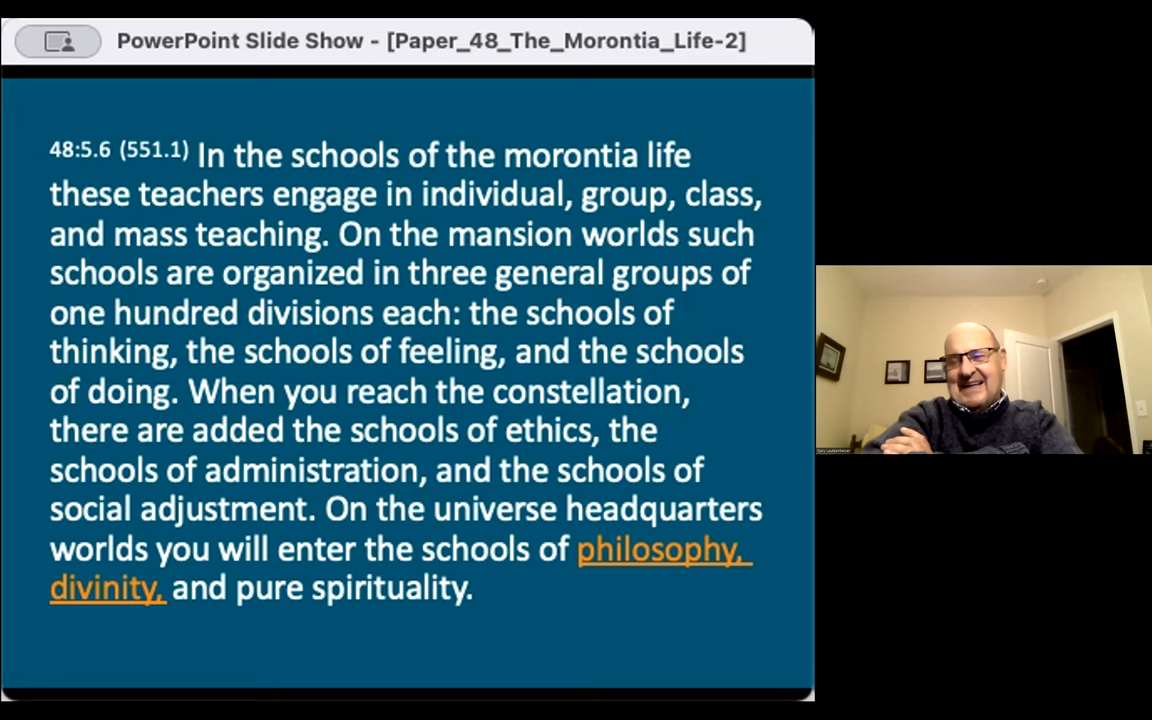 PowerPoint Slide Show - [Paper_48_The_Morontia_Life-2]
48:5.6 (551.1) In the schools of the morontia life
these teachers engage in individual, group, class,
and mass teaching. On the mansion worlds such
schools are organized in three general groups of
one hundred divisions each: the schools of
thinking, the schools of feeling, and the schools
of doing. When you reach the constellation,
there are added the schools of ethics, the
schools of administration, and the schools of
social adjustment. On the universe headquarters
worlds you will enter the schools of philosophy,
divinity, and pure spirituality.